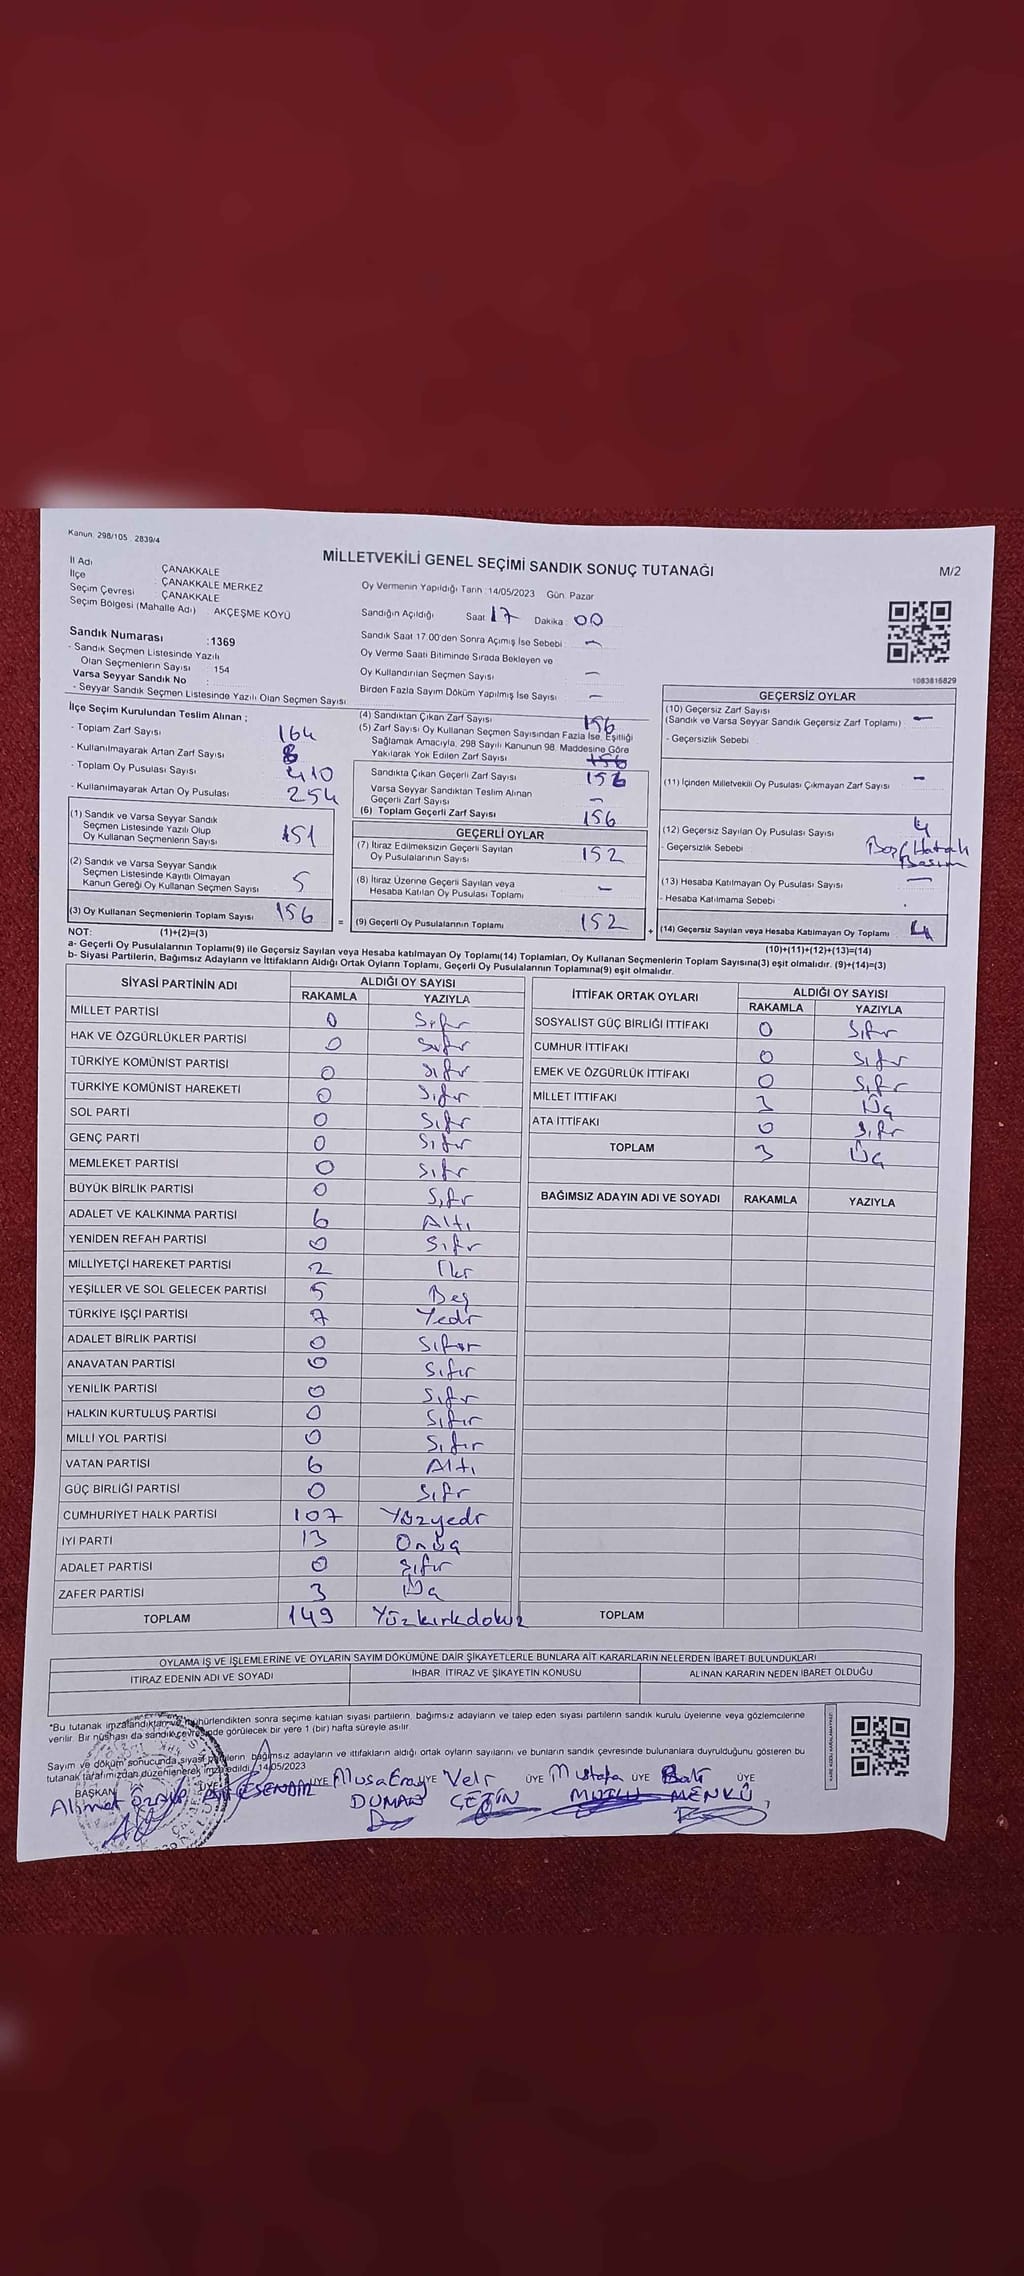 Kanun: 298/105 2839/4
MİLLETVEKİLİ GENEL SEÇİMİ SANDIK SONUÇ TUTANAĞI
M/2
İl Adı : ÇANAKKALE
İlçe : ÇANAKKALE MERKEZ
Seçim Çevresi : ÇANAKKALE
Seçim Bölgesi (Mahalle Adı) : AKÇEŞME KÖYÜ
Oy Vermenin Yapıldığı Tarih :14/05/2023 Gün: Pazar
Sandığın Açıldığı Saat 17 Dakika : 00
Sandık Saat 17.00'den Sonra Açılmış İse Sebebi : —
Oy Verme Saati Bitiminde Sırada Bekleyen ve
Oy Kullandırılan Seçmen Sayısı —
Birden Fazla Sayım Döküm Yapılmış İse Sayısı —
Sandık Numarası :1369
- Sandık Seçmen Listesinde Yazılı
Olan Seçmenlerin Sayısı : 154
Varsa Seyyar Sandık No :
- Seyyar Sandık Seçmen Listesinde Yazılı Olan Seçmen Sayısı
1083816829
İlçe Seçim Kurulundan Teslim Alınan ;
- Toplam Zarf Sayısı 164
- Kullanılmayarak Artan Zarf Sayısı 8
- Toplam Oy Pusulası Sayısı 410
- Kullanılmayarak Artan Oy Pusulası 254
(1) Sandık ve Varsa Seyyar Sandık
Seçmen Listesinde Yazılı Olup
Oy Kullanan Seçmenlerin Sayısı 151
(2) Sandık ve Varsa Seyyar Sandık
Seçmen Listesinde Kayıtlı Olmayan
Kanun Gereği Oy Kullanan Seçmen Sayısı 5
(3) Oy Kullanan Seçmenlerin Toplam Sayısı 156
(1)+(2)=(3)
(4) Sandıktan Çıkan Zarf Sayısı 156
(5) Zarf Sayısı Oy Kullanan Seçmen Sayısından Fazla İse, Eşitliği
Sağlamak Amacıyla, 298 Sayılı Kanunun 98. Maddesine Göre
Yakılarak Yok Edilen Zarf Sayısı 156
Sandıkta Çıkan Geçerli Zarf Sayısı 156
Varsa Seyyar Sandıktan Teslim Alınan
Geçerli Zarf Sayısı —
(6) Toplam Geçerli Zarf Sayısı 156
GEÇERLİ OYLAR
(7) İtiraz Edilmeksizin Geçerli Sayılan
Oy Pusulalarının Sayısı 152
(8) İtiraz Üzerine Geçerli Sayılan veya
Hesaba Katılan Oy Pusulası Toplamı —
= (9) Geçerli Oy Pusulalarının Toplamı 152
GEÇERSİZ OYLAR
(10) Geçersiz Zarf Sayısı
(Sandık ve Varsa Seyyar Sandık Geçersiz Zarf Toplamı) —
- Geçersizlik Sebebi
(11) İçinden Milletvekili Oy Pusulası Çıkmayan Zarf Sayısı —
(12) Geçersiz Sayılan Oy Pusulası Sayısı 4
- Geçersizlik Sebebi Boş/Hatalı
Basım
(13) Hesaba Katılmayan Oy Pusulası Sayısı —
- Hesaba Katılmama Sebebi
+ (14) Geçersiz Sayılan veya Hesaba Katılmayan Oy Toplamı 4
(10)+(11)+(12)+(13)=(14)
NOT:
a- Geçerli Oy Pusulalarının Toplamı(9) ile Geçersiz Sayılan veya Hesaba katılmayan Oy Toplamı(14) Toplamları, Oy Kullanan Seçmenlerin Toplam Sayısına(3) eşit olmalıdır. (9)+(14)=(3)
b- Siyasi Partilerin, Bağımsız Adayların ve İttifakların Aldığı Ortak Oyların Toplamı, Geçerli Oy Pusulalarının Toplamına(9) eşit olmalıdır.
SİYASİ PARTİNİN ADI ALDIĞI OY SAYISI
RAKAMLA YAZIYLA
MİLLET PARTİSİ 0 Sıfır
HAK VE ÖZGÜRLÜKLER PARTİSİ 0 Sıfır
TÜRKİYE KOMÜNİST PARTİSİ 0 Sıfır
TÜRKİYE KOMÜNİST HAREKETİ 0 Sıfır
SOL PARTİ 0 Sıfır
GENÇ PARTİ 0 Sıfır
MEMLEKET PARTİSİ 0 Sıfır
BÜYÜK BİRLİK PARTİSİ 0 Sıfır
ADALET VE KALKINMA PARTİSİ 6 Altı
YENİDEN REFAH PARTİSİ 0 Sıfır
MİLLİYETÇİ HAREKET PARTİSİ 2 İki
YEŞİLLER VE SOL GELECEK PARTİSİ 5 Beş
TÜRKİYE İŞÇİ PARTİSİ 7 Yedi
ADALET BİRLİK PARTİSİ 0 Sıfır
ANAVATAN PARTİSİ 0 Sıfır
YENİLİK PARTİSİ 0 Sıfır
HALKIN KURTULUŞ PARTİSİ 0 Sıfır
MİLLİ YOL PARTİSİ 0 Sıfır
VATAN PARTİSİ 6 Altı
GÜÇ BİRLİĞİ PARTİSİ 0 Sıfır
CUMHURİYET HALK PARTİSİ 107 Yüzyedi
İYİ PARTİ 13 Onüç
ADALET PARTİSİ 0 Sıfır
ZAFER PARTİSİ 3 Üç
TOPLAM 149 Yüzkırkdokuz
İTTİFAK ORTAK OYLARI ALDIĞI OY SAYISI
RAKAMLA YAZIYLA
SOSYALİST GÜÇ BİRLİĞİ İTTİFAKI 0 Sıfır
CUMHUR İTTİFAKI 0 Sıfır
EMEK VE ÖZGÜRLÜK İTTİFAKI 0 Sıfır
MİLLET İTTİFAKI 3 Üç
ATA İTTİFAKI 0 Sıfır
TOPLAM 3 Üç
BAĞIMSIZ ADAYIN ADI VE SOYADI RAKAMLA YAZIYLA
TOPLAM
OYLAMA İŞ VE İŞLEMLERİNE VE OYLARIN SAYIM DÖKÜMÜNE DAİR ŞİKAYETLERLE BUNLARA AİT KARARLARIN NELERDEN İBARET BULUNDUKLARI
İTİRAZ EDENİN ADI VE SOYADI İHBAR, İTİRAZ VE ŞİKAYETİN KONUSU ALINAN KARARIN NEDEN İBARET OLDUĞU
*Bu tutanak imzalandıktan ve mühürlendikten sonra seçime katılan siyasi partilerin, bağımsız adayların ve talep eden siyasi partilerin sandık kurulu üyelerine veya gözlemcilerine
verilir. Bir nüshası da sandık çevresinde görülecek bir yere 1 (bir) hafta süreyle asılır.
Sayım ve döküm sonucunda siyasi partilerin, bağımsız adayların ve ittifakların aldığı ortak oyların sayılarını ve bunların sandık çevresinde bulunanlara duyrulduğunu gösteren bu
tutanak tarafımızdan düzenlenerek imza edildi. 14/05/2023
BAŞKAN ÜYE ÜYE ÜYE ÜYE ÜYE ÜYE
Ahmet ESENDAL Musa Eray DUMAN Veli ÇETİN Mustafa MUTLU Baki MENKÜ